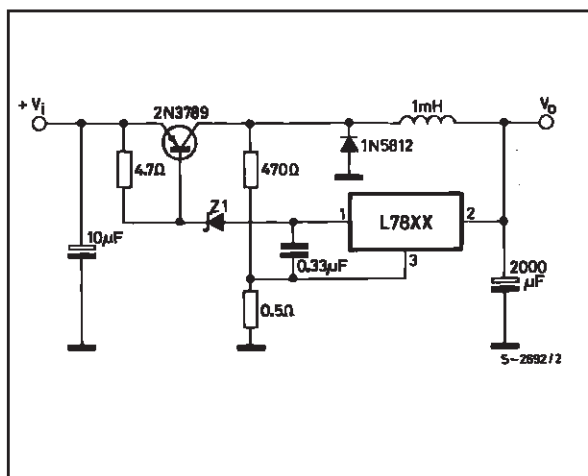 2N3789
1mH
+ Vi
Vo
1N5812
4.7Ω
470Ω
Z1
1
L78XX
2
10µF
0.33µF
3
2000
µF
0.5Ω
S-2692/2